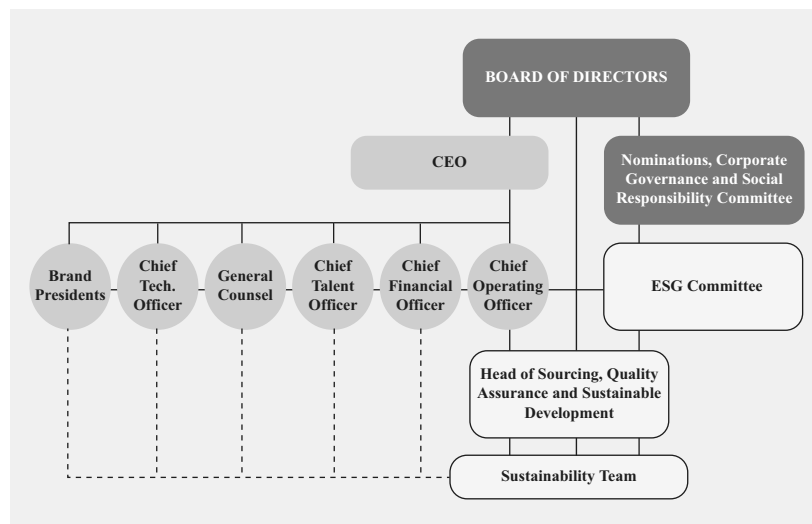 BOARD OF DIRECTORS
CEO
Nominations, Corporate
Governance and Social
Responsibility Committee
Brand
Presidents
Chief
Tech.
Officer
General
Counsel
Chief
Talent
Officer
Chief
Financial
Officer
Chief
Operating
Officer
ESG Committee
Head of Sourcing, Quality
Assurance and Sustainable
Development
Sustainability Team